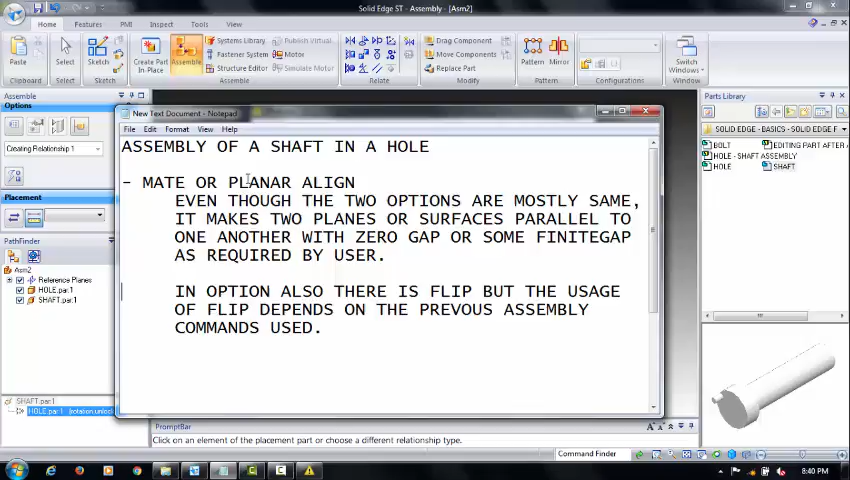 Solid Edge ST - Assembly - [Asm2]
Home Features PMI Inspect Tools View
Paste
Select
Sketch
Create Part In-Place
Assemble
Systems Library
Fastener System
Structure Editor
Publish Virtual
Motor
Simulate Motor
Drag Component
Move Components
Replace Part
Pattern
Mirror
Switch Windows
Clipboard Select Sketch Assemble Relate Modify Pattern Configurations Window
Assemble
Options
Creating Relationship 1
Placement
PathFinder
Asm2
Reference Planes
HOLE.par:1
SHAFT.par:1
SHAFT.par:1
HOLE.par:1 (rotation unloc
New Text Document - Notepad
File Edit Format View Help
ASSEMBLY OF A SHAFT IN A HOLE
- MATE OR PLANAR ALIGN
EVEN THOUGH THE TWO OPTIONS ARE MOSTLY SAME,
IT MAKES TWO PLANES OR SURFACES PARALLEL TO
ONE ANOTHER WITH ZERO GAP OR SOME FINITEGAP
AS REQUIRED BY USER.
IN OPTION ALSO THERE IS FLIP BUT THE USAGE
OF FLIP DEPENDS ON THE PREVOUS ASSEMBLY
COMMANDS USED.
Parts Library
SOLID EDGE - BASICS - SOLID EDGE F
BOLT
EDITING PART AFTER A
HOLE - SHAFT ASSEMBLY
HOLE
SHAFT
PromptBar
Click on an element of the placement part or choose a different relationship type.
Command Finder
8:40 PM